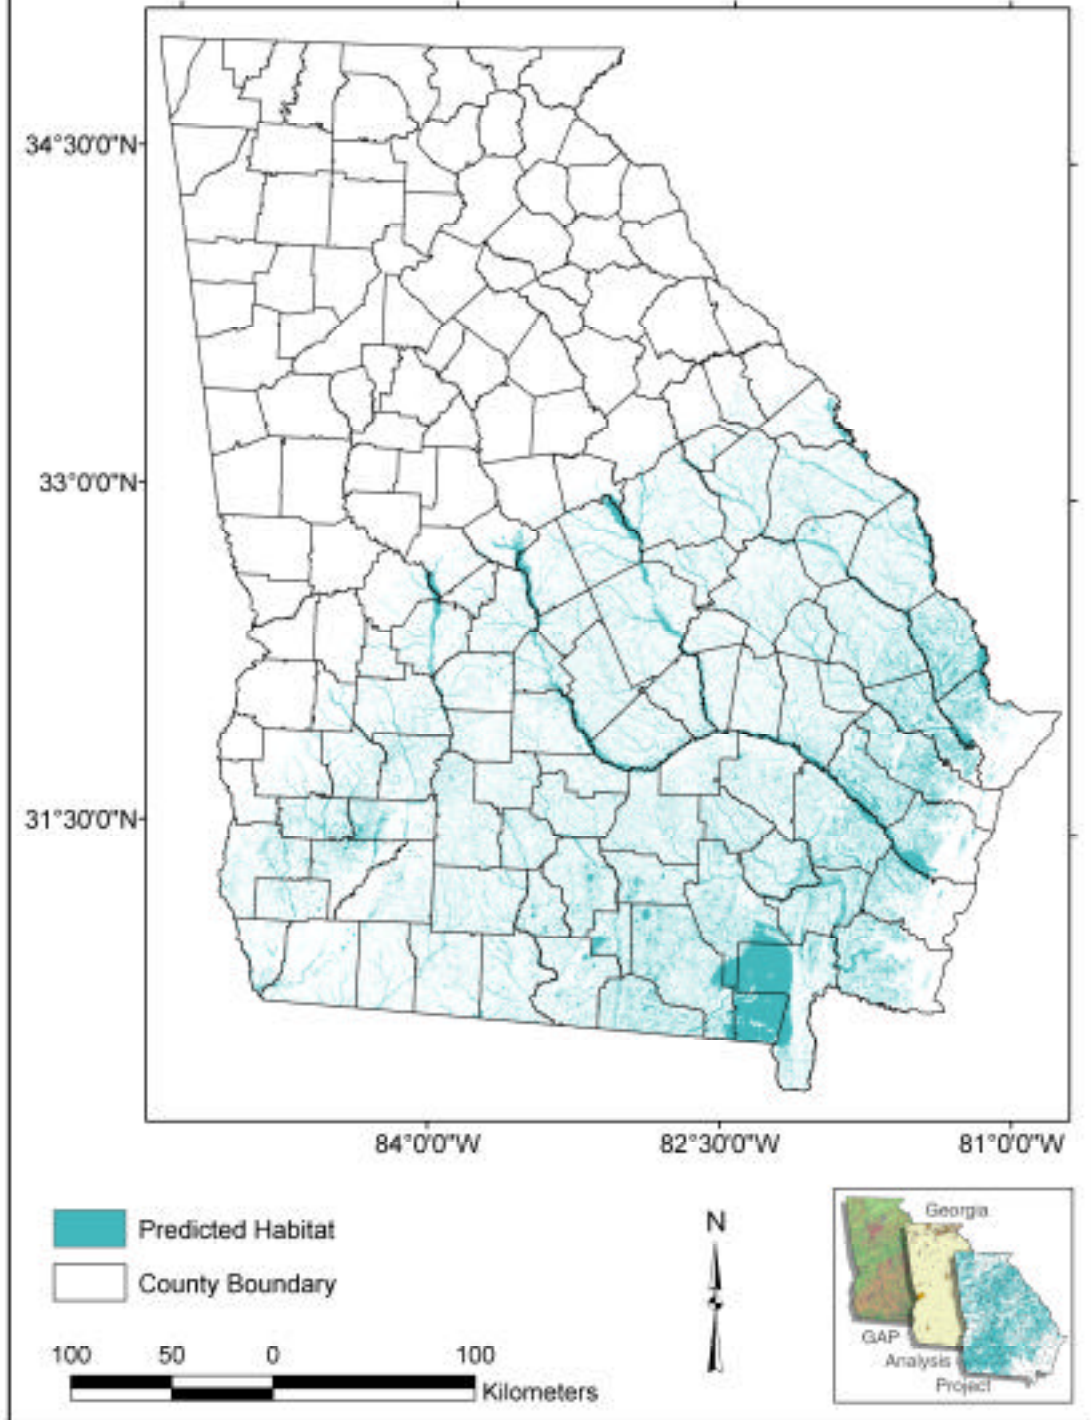 34°30'0"N
33°0'0"N
31°30'0"N
84°0'0"W 82°30'0"W 81°0'0"W
Predicted Habitat
County Boundary
N
100 50 0 100
Kilometers
Georgia
GAP
Analysis
Project